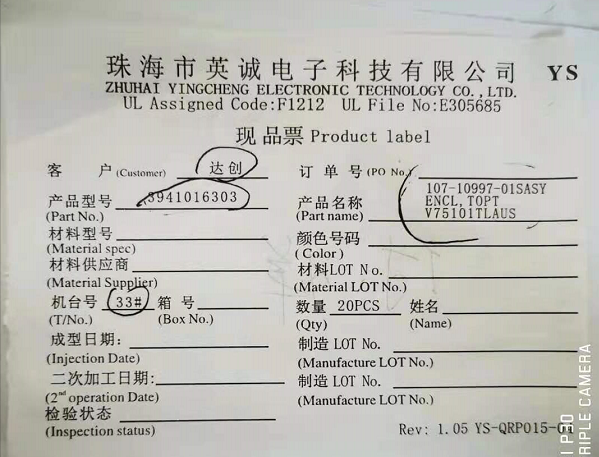 珠海市英诚电子科技有限公司 YS
ZHUHAI YINGCHENG ELECTRONIC TECHNOLOGY CO.,LTD.
UL Assigned Code:F1212 UL File No:E305685
现品票 Product label
客 户 (Customer) 达创 订 单 号 (PO No.)
产品型号 3941016303 产品名称 107-10997-01SASY
(Part No.) (Part name) ENCL,TOPT
V75101TLAUS
材料型号 颜色号码
(Material spec) (Color)
材料供应商 材料LOT No.
(Material Supplier) (Material LOT No.)
机台号 33# 箱 号 数量 20PCS 姓名
(T/No.) (Box No.) (Qty) (Name)
成型日期: 制造 LOT No.
(Injection Date) (Manufacture LOT No.)
二次加工日期: 制造 LOT No.
(2nd operation Date) (Manufacture LOT No.)
检验状态
(Inspection status)
Rev: 1.05 YS-QRP015-01
RIPLE CAMERA